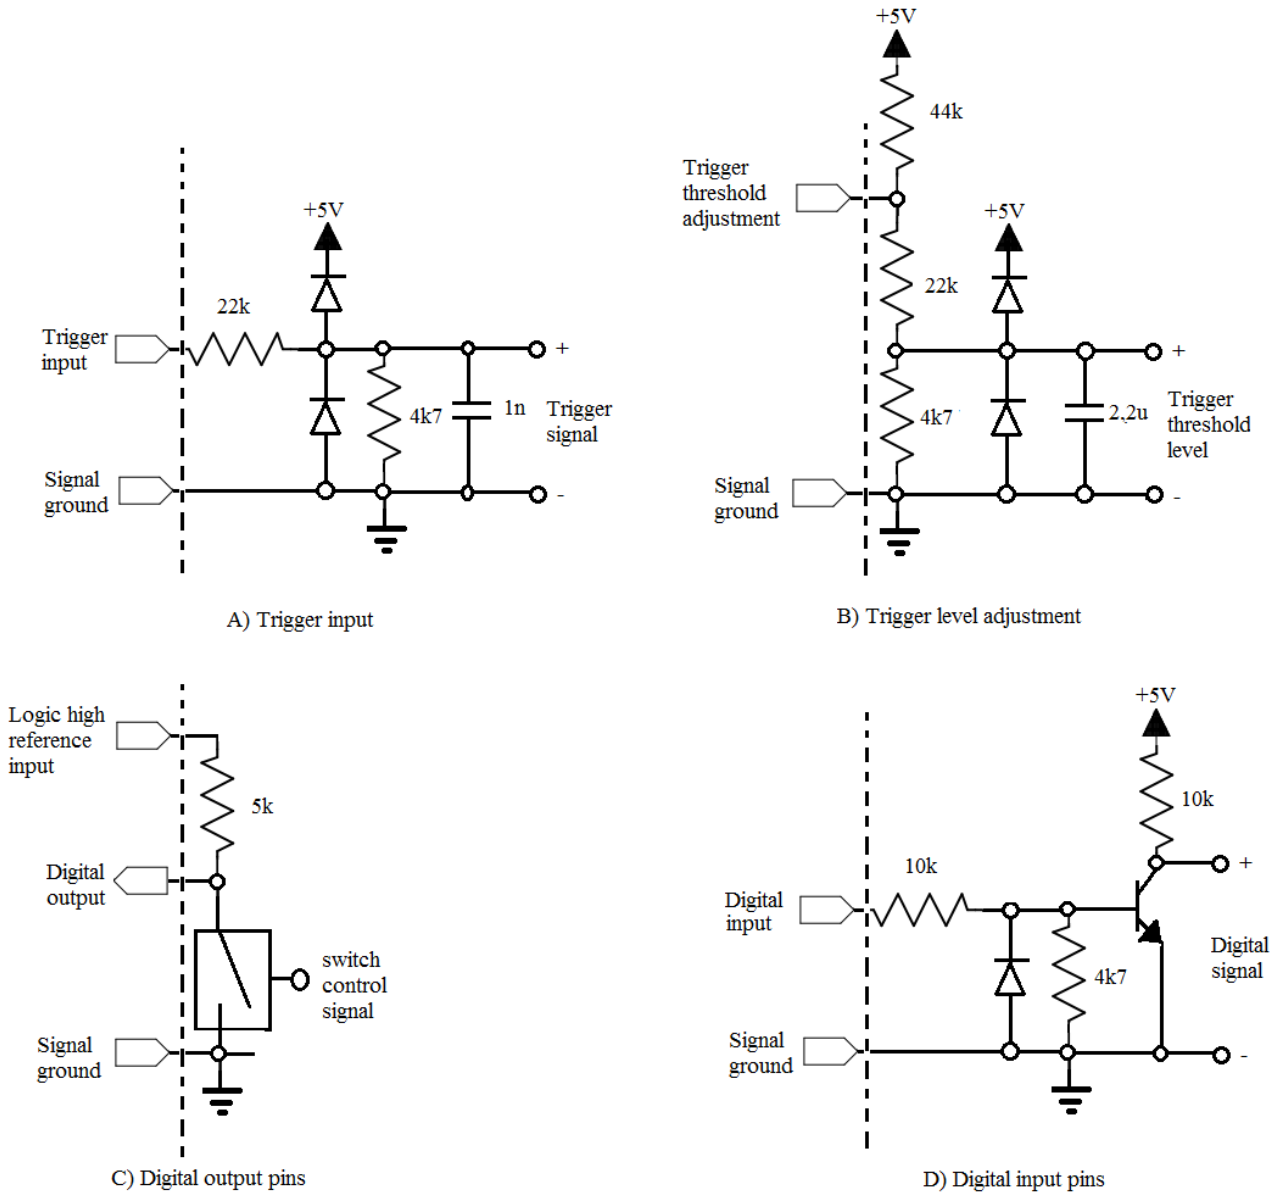 +5V
22k
Trigger
input
4k7
1n
+
Trigger
signal
Signal
ground
-
A) Trigger input
+5V
44k
Trigger
threshold
adjustment
+5V
22k
+
4k7
2,2u
Trigger
threshold
level
Signal
ground
-
B) Trigger level adjustment
Logic high
reference
input
5k
Digital
output
switch
control
signal
Signal
ground
C) Digital output pins
+5V
10k
+
10k
Digital
input
4k7
Digital
signal
Signal
ground
-
D) Digital input pins